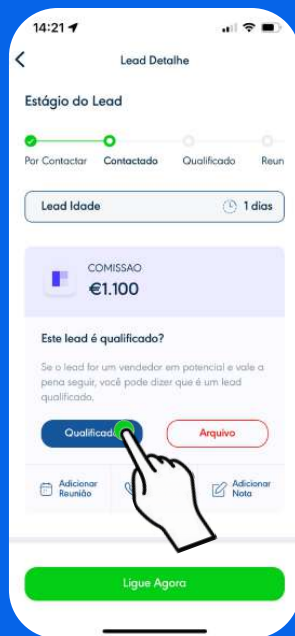 14:21
Lead Detalhe
Estágio do Lead
Por Contactar Contactado Qualificado Reun
Lead Idade 1 dias
COMISSAO
€1.100
Este lead é qualificado?
Se o lead for um vendedor em potencial e vale a
pena seguir, você pode dizer que é um lead
qualificado.
Qualificad Arquivo
Adicionar
Reunião
Adicionar
Nota
Ligue Agora